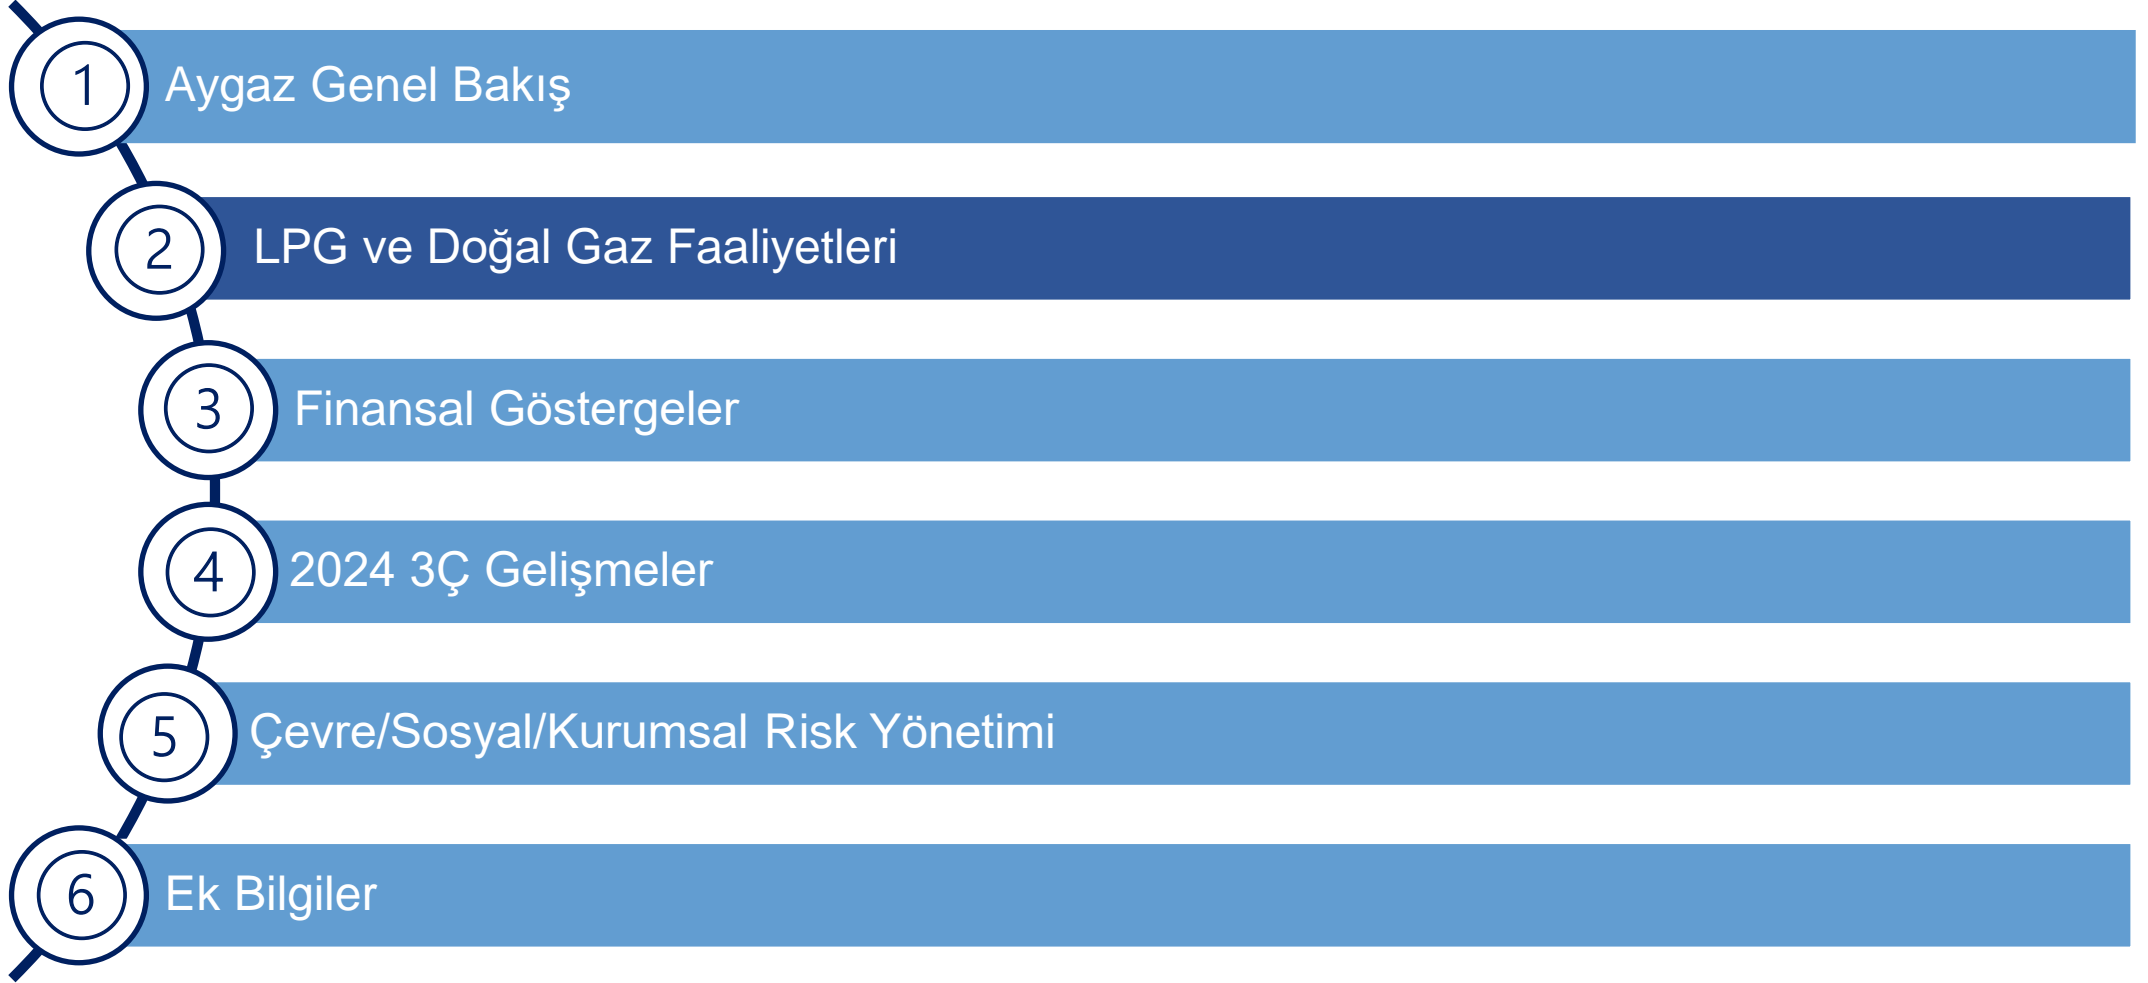 1 Aygaz Genel Bakış
2 LPG ve Doğal Gaz Faaliyetleri
3 Finansal Göstergeler
4 2024 3Ç Gelişmeler
5 Çevre/Sosyal/Kurumsal Risk Yönetimi
6 Ek Bilgiler